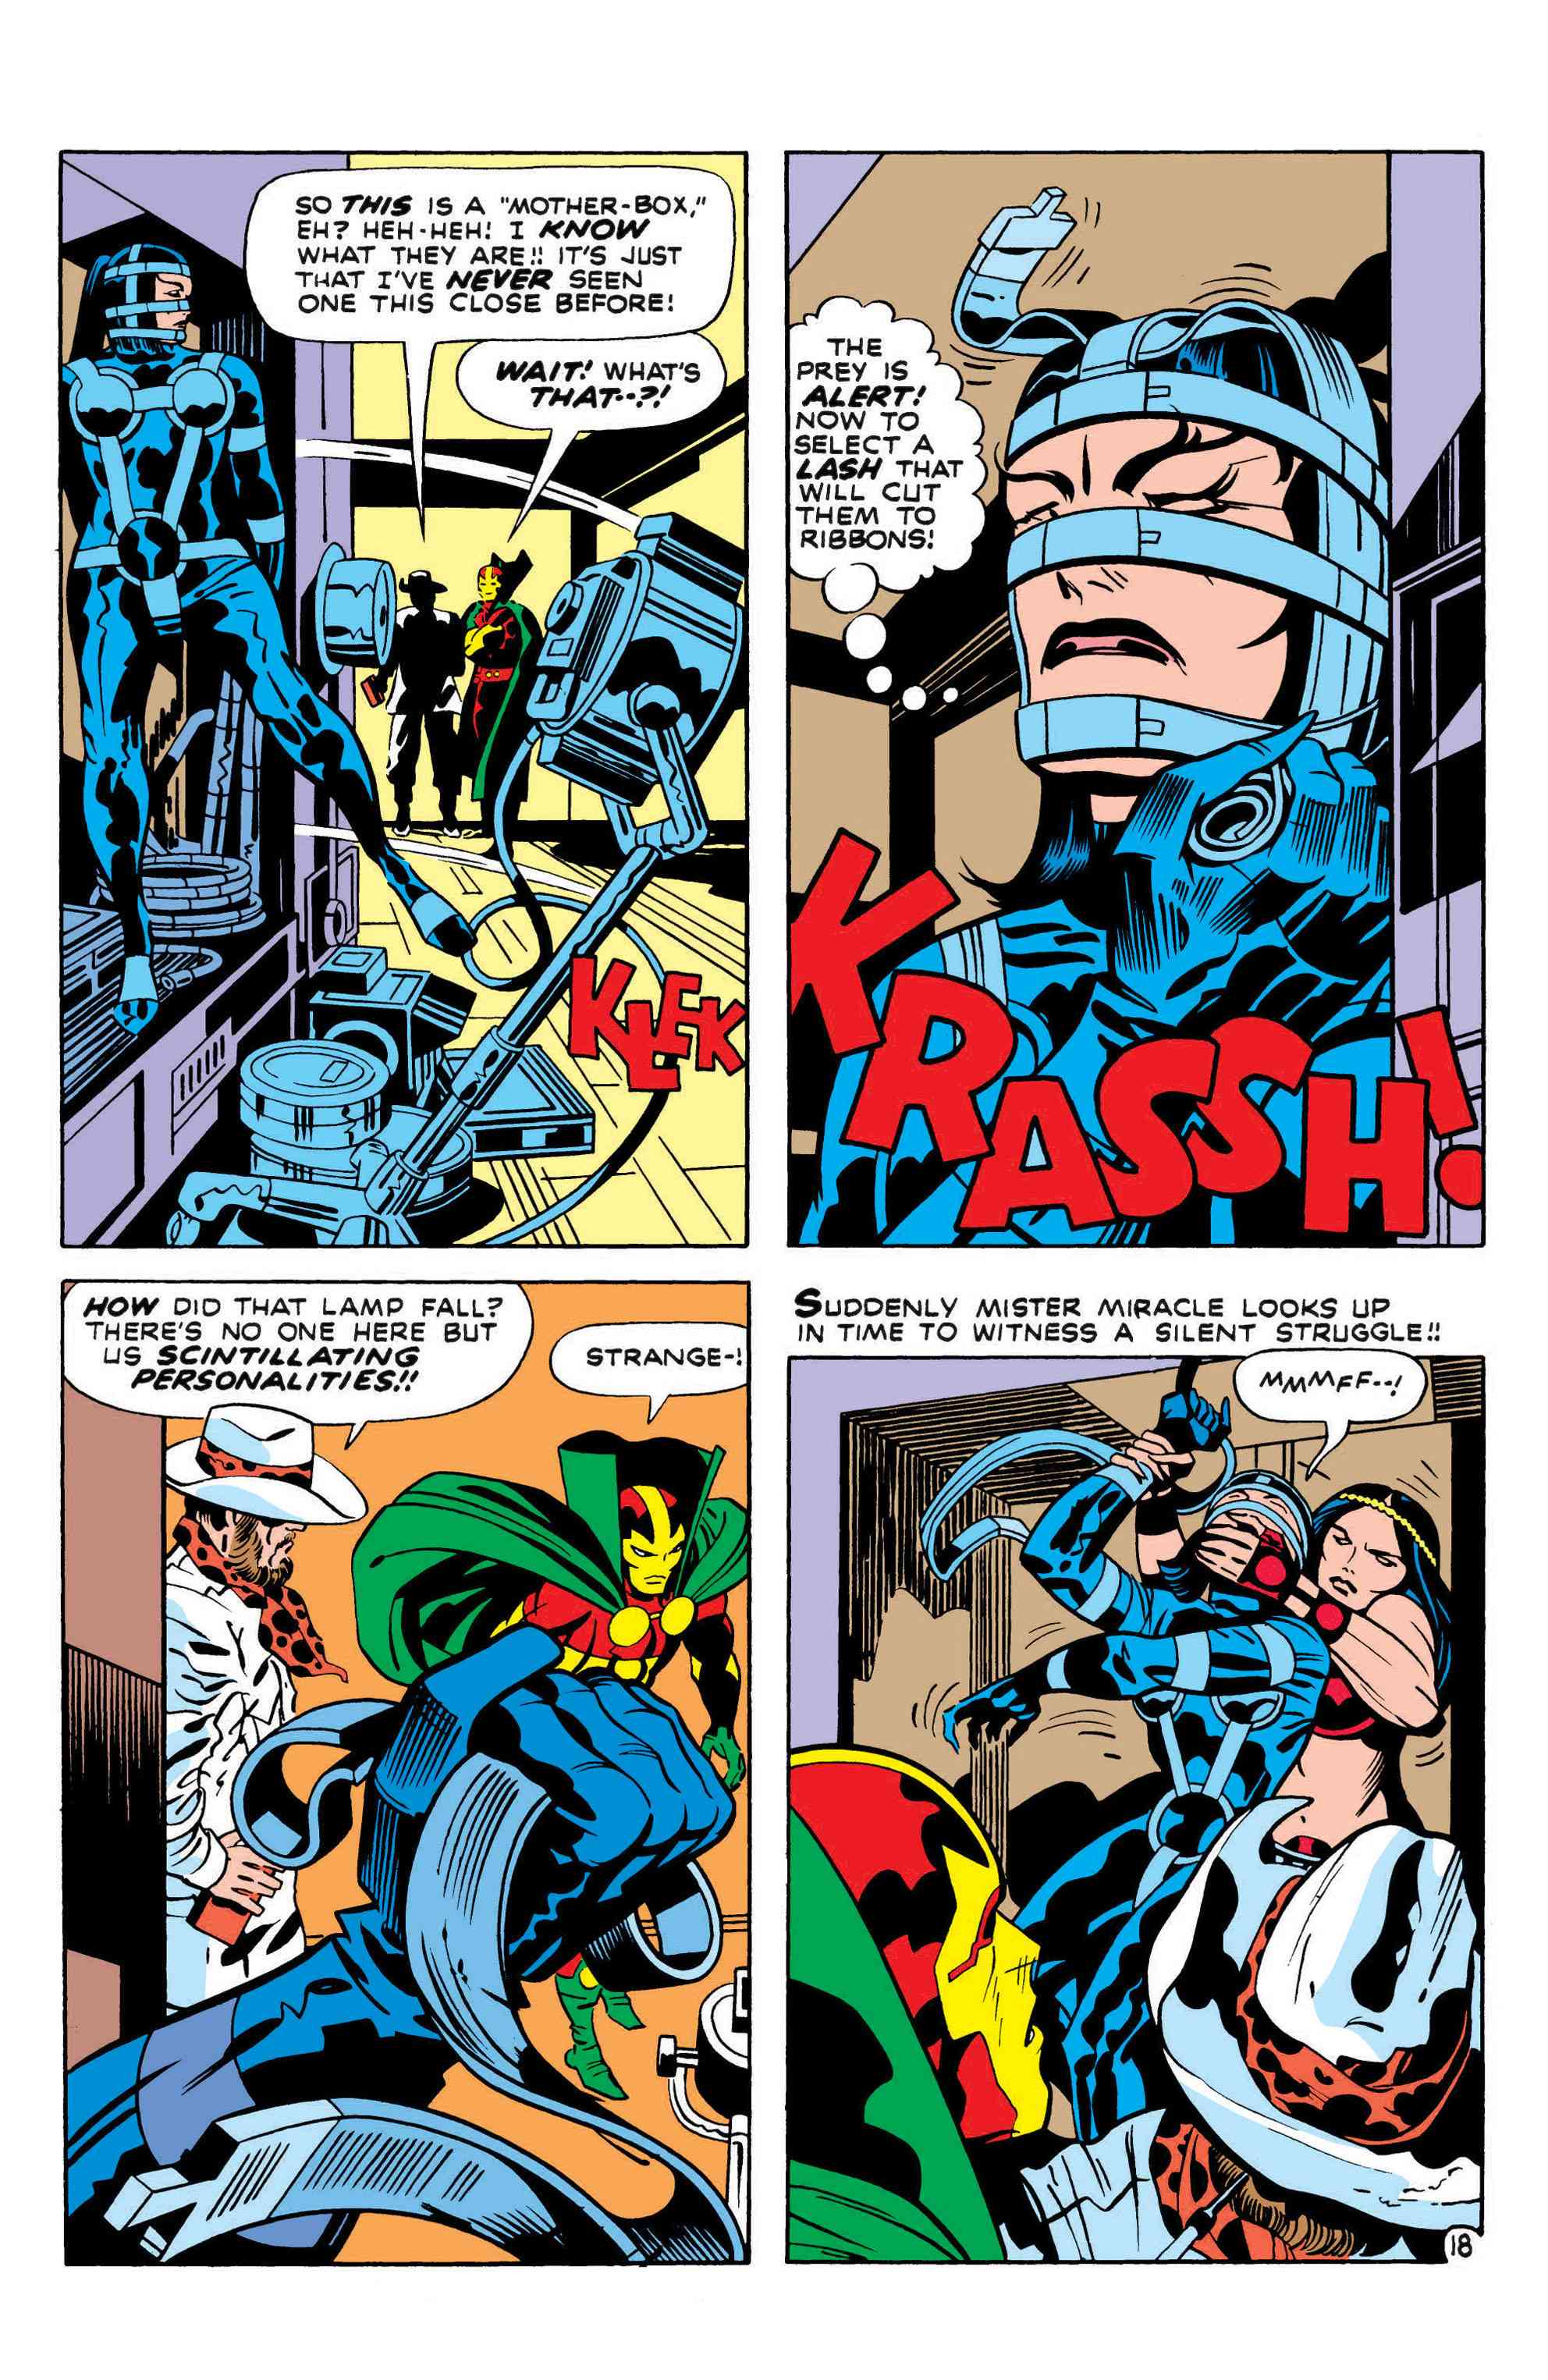 SO THIS IS A "MOTHER-BOX,"
EH? HEH-HEH! I KNOW
WHAT THEY ARE!! IT'S JUST
THAT I'VE NEVER SEEN
ONE THIS CLOSE BEFORE!
WAIT! WHAT'S
THAT--?!
KLEK
THE
PREY IS
ALERT!
NOW TO
SELECT A
LASH THAT
WILL CUT
THEM TO
RIBBONS!
KRASSH!
HOW DID THAT LAMP FALL?
THERE'S NO ONE HERE BUT
US SCINTILLATING
PERSONALITIES!!
STRANGE-!
SUDDENLY MISTER MIRACLE LOOKS UP
IN TIME TO WITNESS A SILENT STRUGGLE!!
MMMFF--!
18